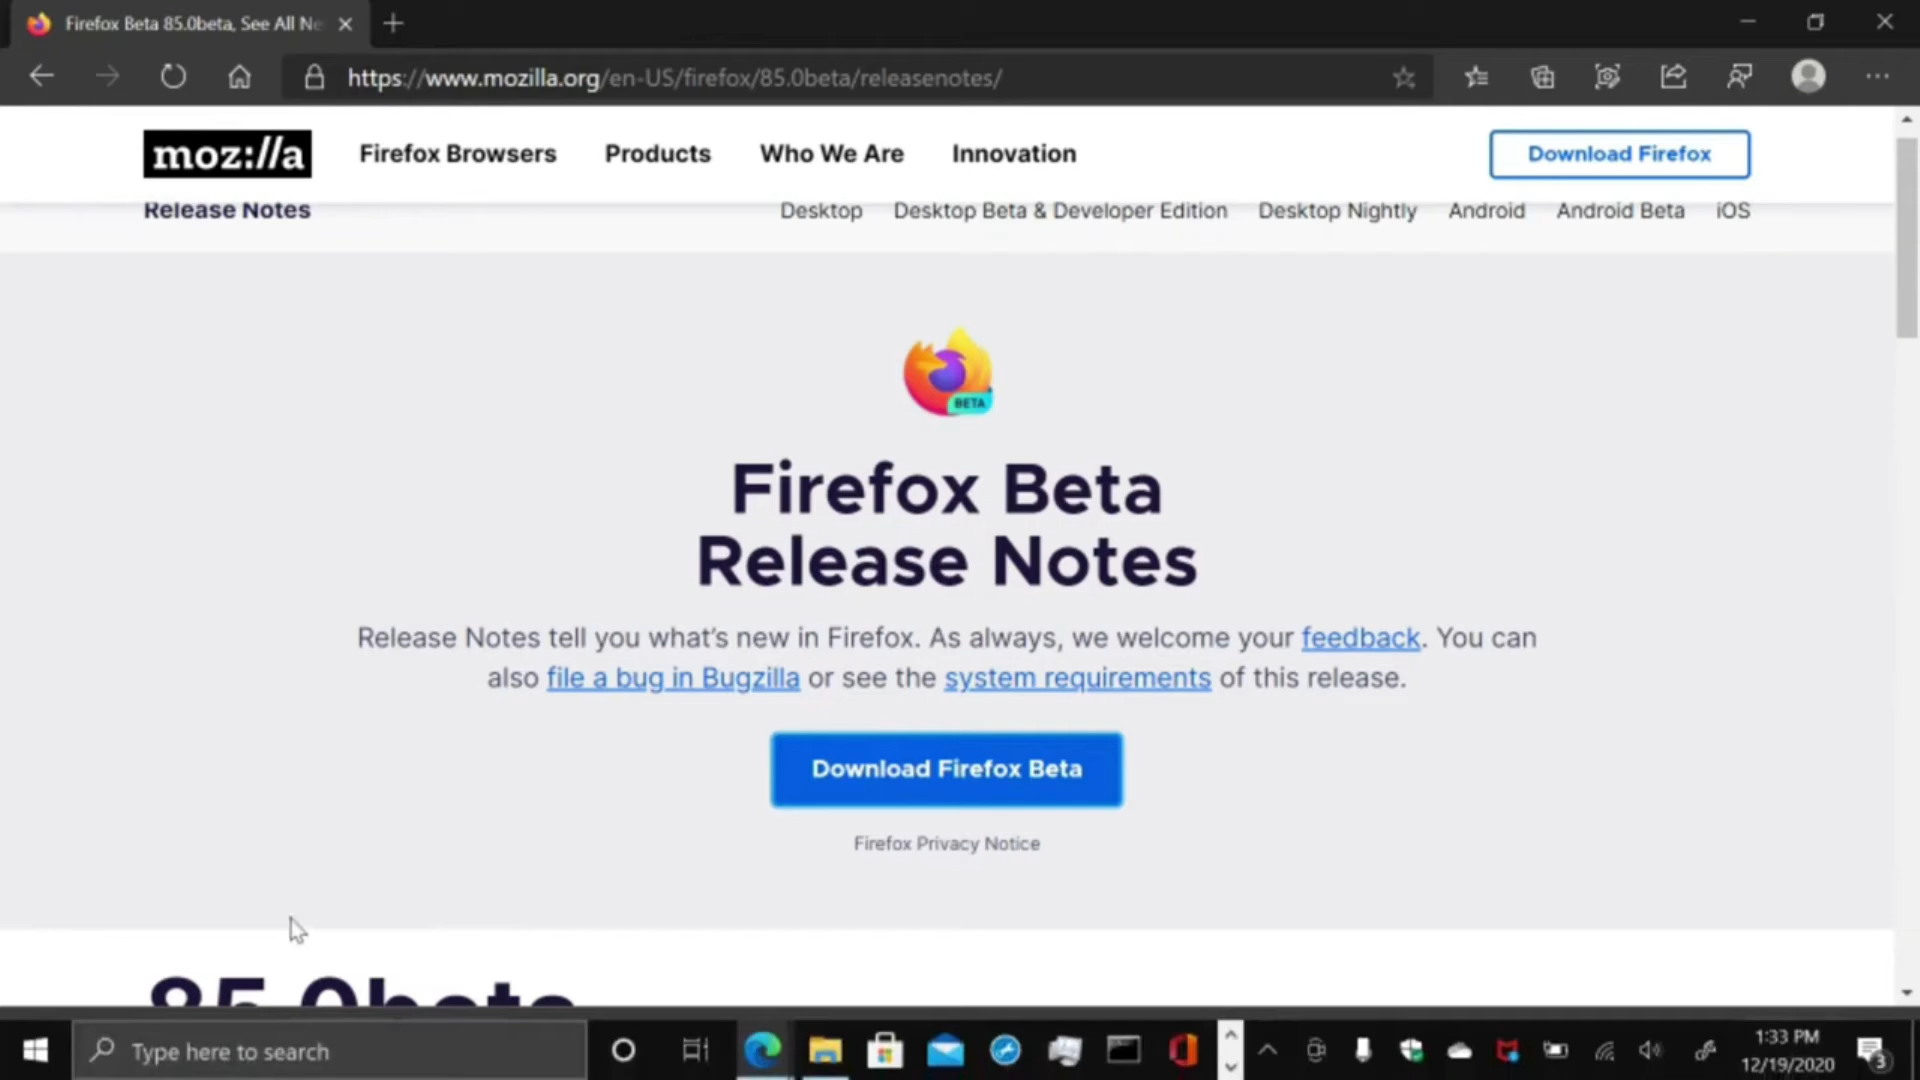 Firefox Beta 85.0beta, See All Ne
https://www.mozilla.org/en-US/firefox/85.0beta/releasenotes/
moz://a
Firefox Browsers
Products
Who We Are
Innovation
Download Firefox
Release Notes
Desktop
Desktop Beta & Developer Edition
Desktop Nightly
Android
Android Beta
iOS
BETA
Firefox Beta
Release Notes
Release Notes tell you what's new in Firefox. As always, we welcome your feedback. You can
also file a bug in Bugzilla or see the system requirements of this release.
Download Firefox Beta
Firefox Privacy Notice
85.0beta
Type here to search
1:33 PM
12/19/2020
3